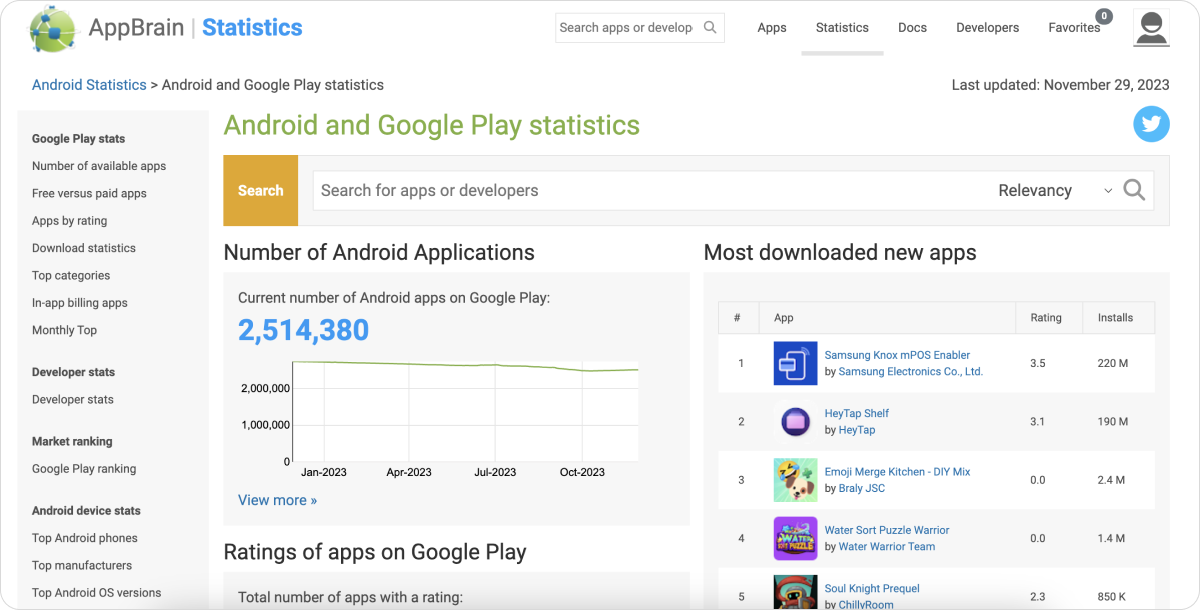 AppBrain | Statistics
Search apps or develop
Apps
Statistics
Docs
Developers
Favorites
0
Android Statistics > Android and Google Play statistics
Last updated: November 29, 2023
Google Play stats
Number of available apps
Free versus paid apps
Apps by rating
Download statistics
Top categories
In-app billing apps
Monthly Top
Developer stats
Developer stats
Market ranking
Google Play ranking
Android device stats
Top Android phones
Top manufacturers
Top Android OS versions
Android and Google Play statistics
Search
Search for apps or developers
Relevancy
Number of Android Applications
Current number of Android apps on Google Play:
2,514,380
2,000,000
1,000,000
0
Jan-2023 Apr-2023 Jul-2023 Oct-2023
View more »
Ratings of apps on Google Play
Total number of apps with a rating:
Most downloaded new apps
# App Rating Installs
1 Samsung Knox mPOS Enabler 3.5 220 M
by Samsung Electronics Co., Ltd.
2 HeyTap Shelf 3.1 190 M
by HeyTap
3 Emoji Merge Kitchen - DIY Mix 0.0 2.4 M
by Braly JSC
4 Water Sort Puzzle Warrior 0.0 1.4 M
by Water Warrior Team
WATER
SORT PUZZLE
5 Soul Knight Prequel 2.3 850 K
by ChillyRoom